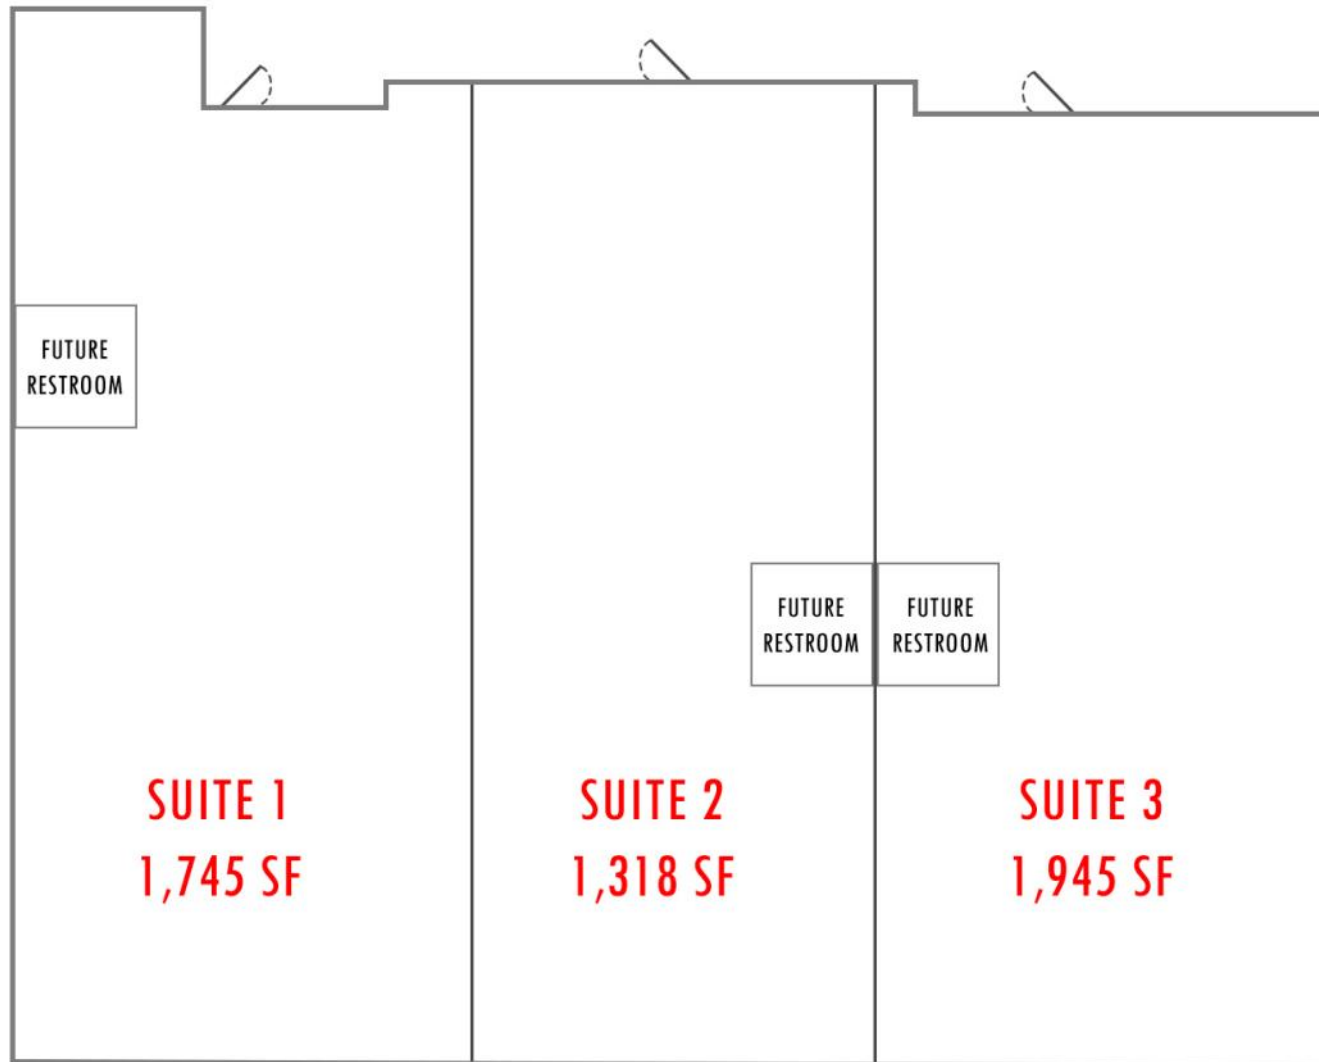 FUTURE
RESTROOM
FUTURE
RESTROOM
FUTURE
RESTROOM
SUITE 1
1,745 SF
SUITE 2
1,318 SF
SUITE 3
1,945 SF